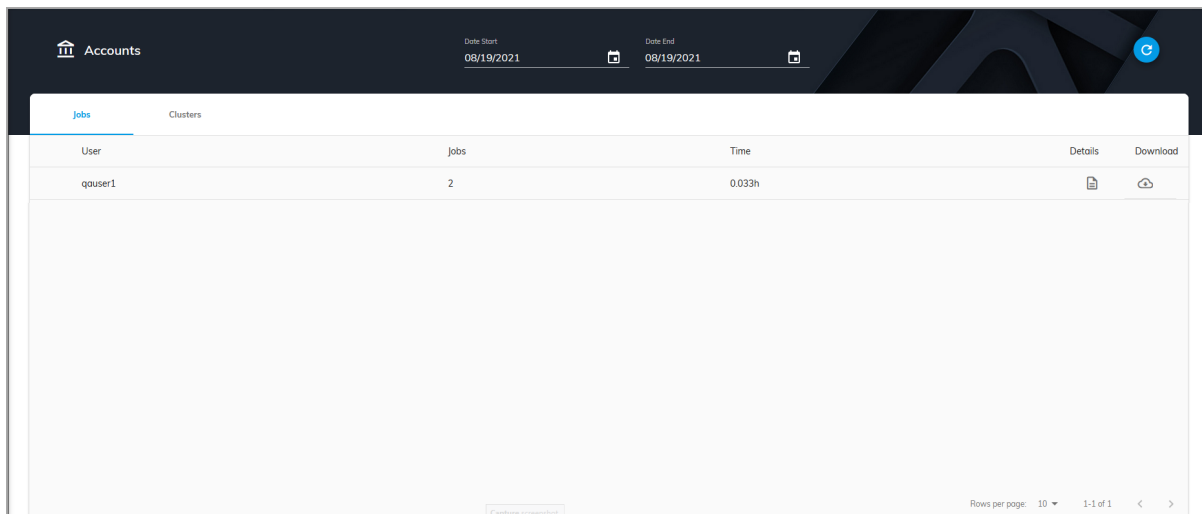 Accounts
Date Start
08/19/2021
Date End
08/19/2021
Jobs Clusters
User Jobs Time Details Download
qauser1 2 0.033h
Rows per page: 10 1-1 of 1